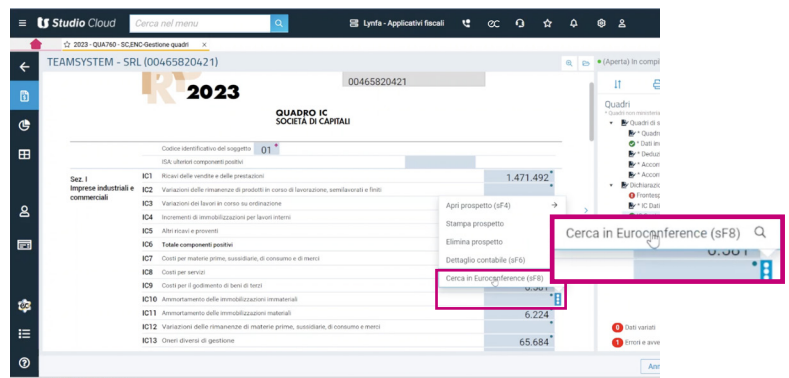 Studio Cloud
Cerca nel menu
Lynfa - Applicativi fiscali
2023 - QUA760 - SC,ENC-Gestione quadri ×
TEAMSYSTEM - SRL (00465820421)
(Aperta) In compi
2023
00465820421
QUADRO IC
SOCIETÀ DI CAPITALI
Quadri
* Quadri non ministeria
Quadri di s
* Quadr
* Dati in
* Deduz
* Accon
* Accon
Dichiarazio
Frontesp
* IC Dati
Codice identificativo del soggetto 01
ISA: ulteriori componenti positivi
Sez. I
Imprese industriali e commerciali
IC1 Ricavi delle vendite e delle prestazioni 1.471.492
IC2 Variazioni delle rimanenze di prodotti in corso di lavorazione, semilavorati e finiti
IC3 Variazioni dei lavori in corso su ordinazione
IC4 Incrementi di immobilizzazioni per lavori interni
IC5 Altri ricavi e proventi
IC6 Totale componenti positivi
IC7 Costi per materie prime, sussidiarie, di consumo e di merci
IC8 Costi per servizi
IC9 Costi per il godimento di beni di terzi
IC10 Ammortamento delle immobilizzazioni immateriali
IC11 Ammortamento delle immobilizzazioni materiali 6.224
IC12 Variazioni delle rimanenze di materie prime, sussidiarie, di consumo e merci
IC13 Oneri diversi di gestione 65.684
Apri prospetto (sF4)
Stampa prospetto
Elimina prospetto
Dettaglio contabile (sF6)
Cerca in Euroconference (sF8)
Cerca in Euroconference (sF8)
0 Dati variati
1 Errori e avve
Ann